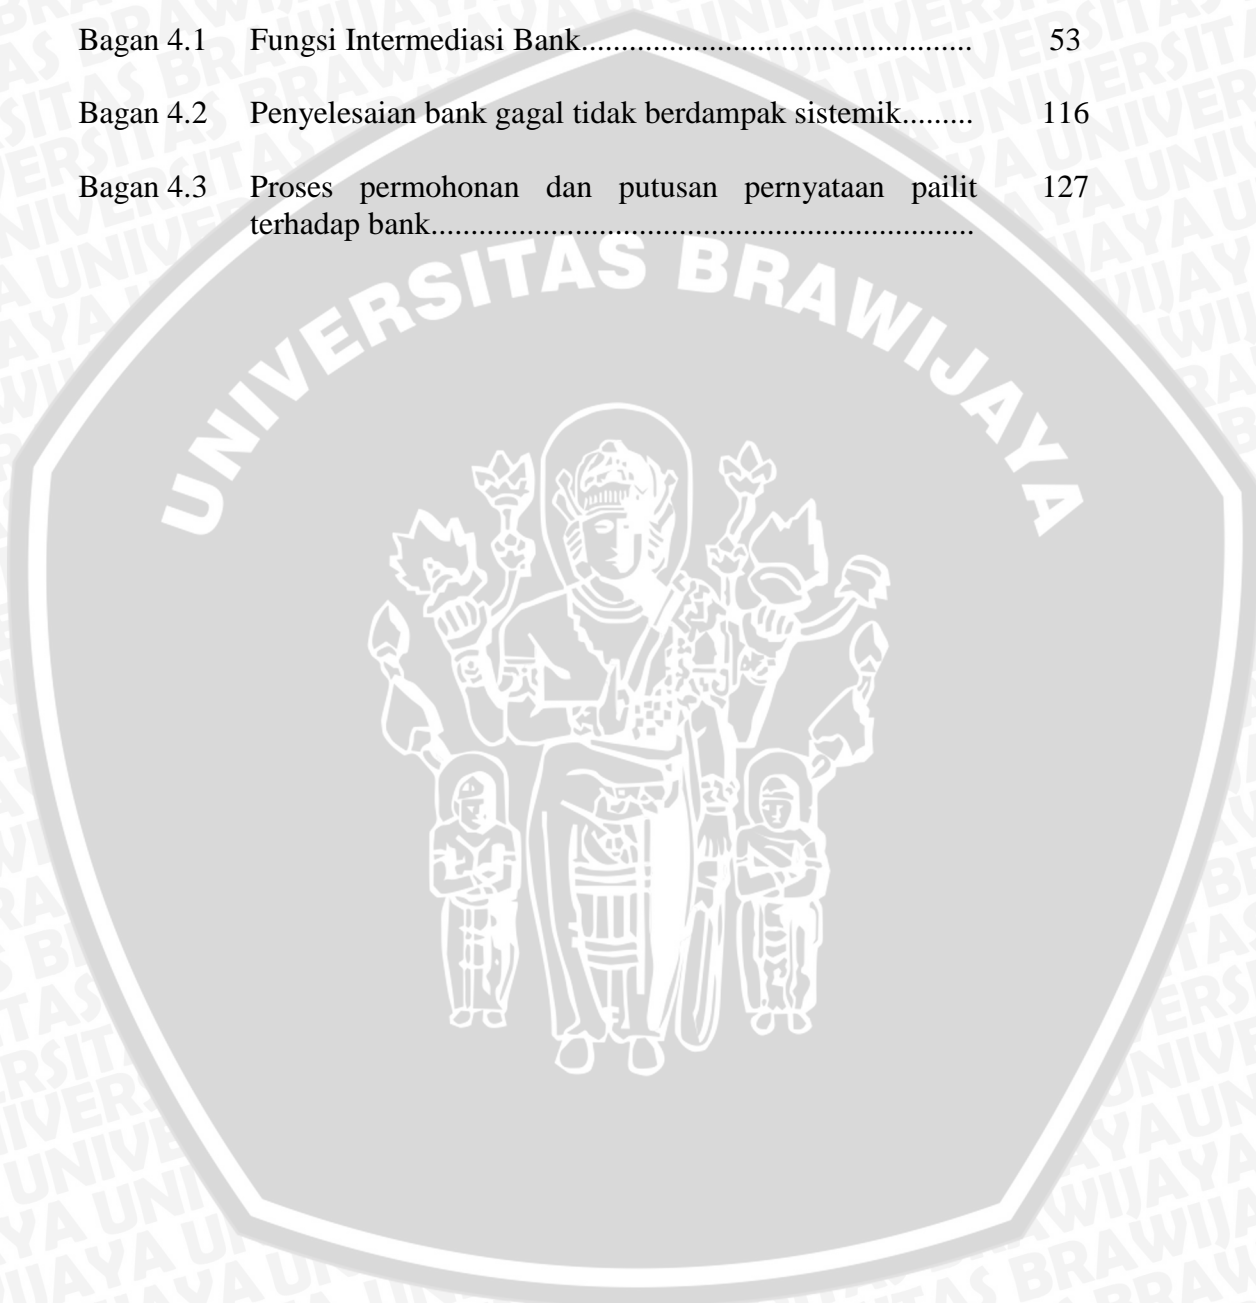 Bagan 4.1 Fungsi Intermediasi Bank................................................. 53
Bagan 4.2 Penyelesaian bank gagal tidak berdampak sistemik......... 116
Bagan 4.3 Proses permohonan dan putusan pernyataan pailit 127
terhadap bank....................................................................
UNIVERSITAS BRAWIJAYA